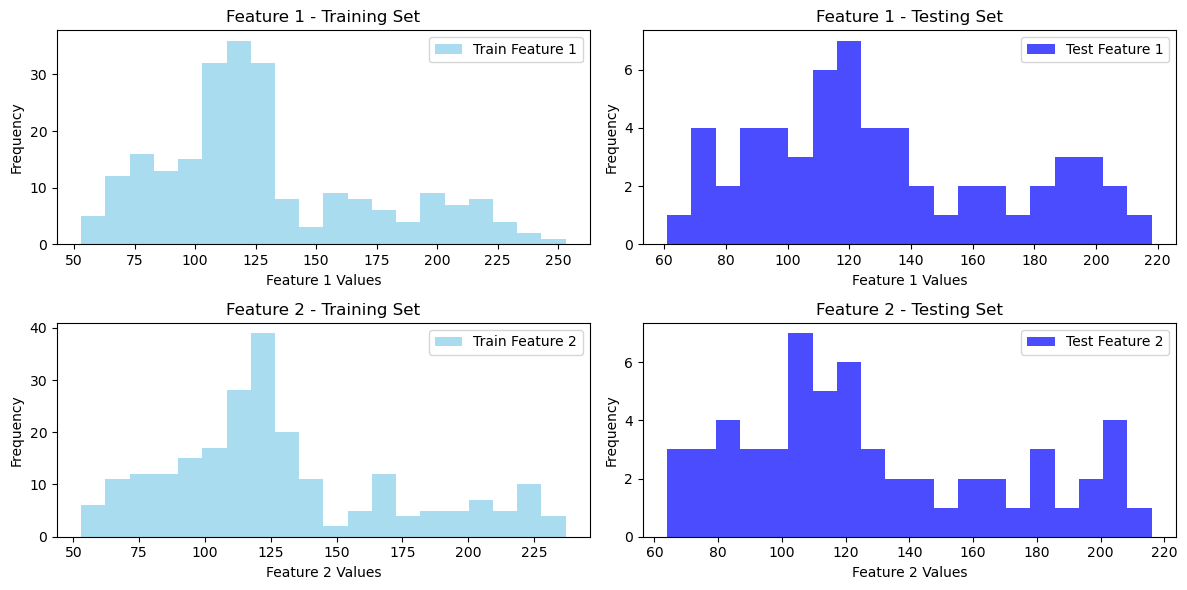 Feature 1 - Training Set
Train Feature 1
Frequency
30
20
10
0
50 75 100 125 150 175 200 225 250
Feature 1 Values
Feature 1 - Testing Set
Test Feature 1
Frequency
6
4
2
0
60 80 100 120 140 160 180 200 220
Feature 1 Values
Feature 2 - Training Set
Train Feature 2
Frequency
40
30
20
10
0
50 75 100 125 150 175 200 225
Feature 2 Values
Feature 2 - Testing Set
Test Feature 2
Frequency
6
4
2
0
60 80 100 120 140 160 180 200 220
Feature 2 Values